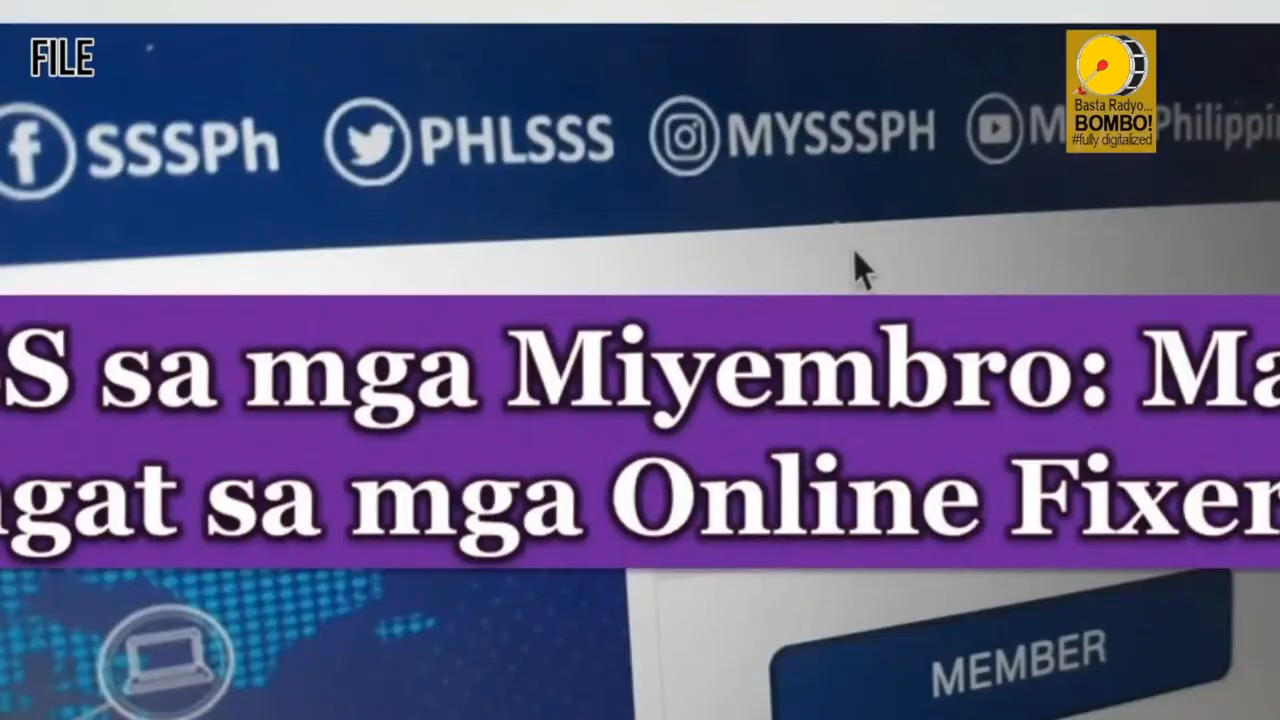 FILE
SSSPh
PHLSSS
MYSSSPH
Basta Radyo...
BOMBO!
#fully digitalized
S sa mga Miyembro: Ma
gat sa mga Online Fixer
MEMBER